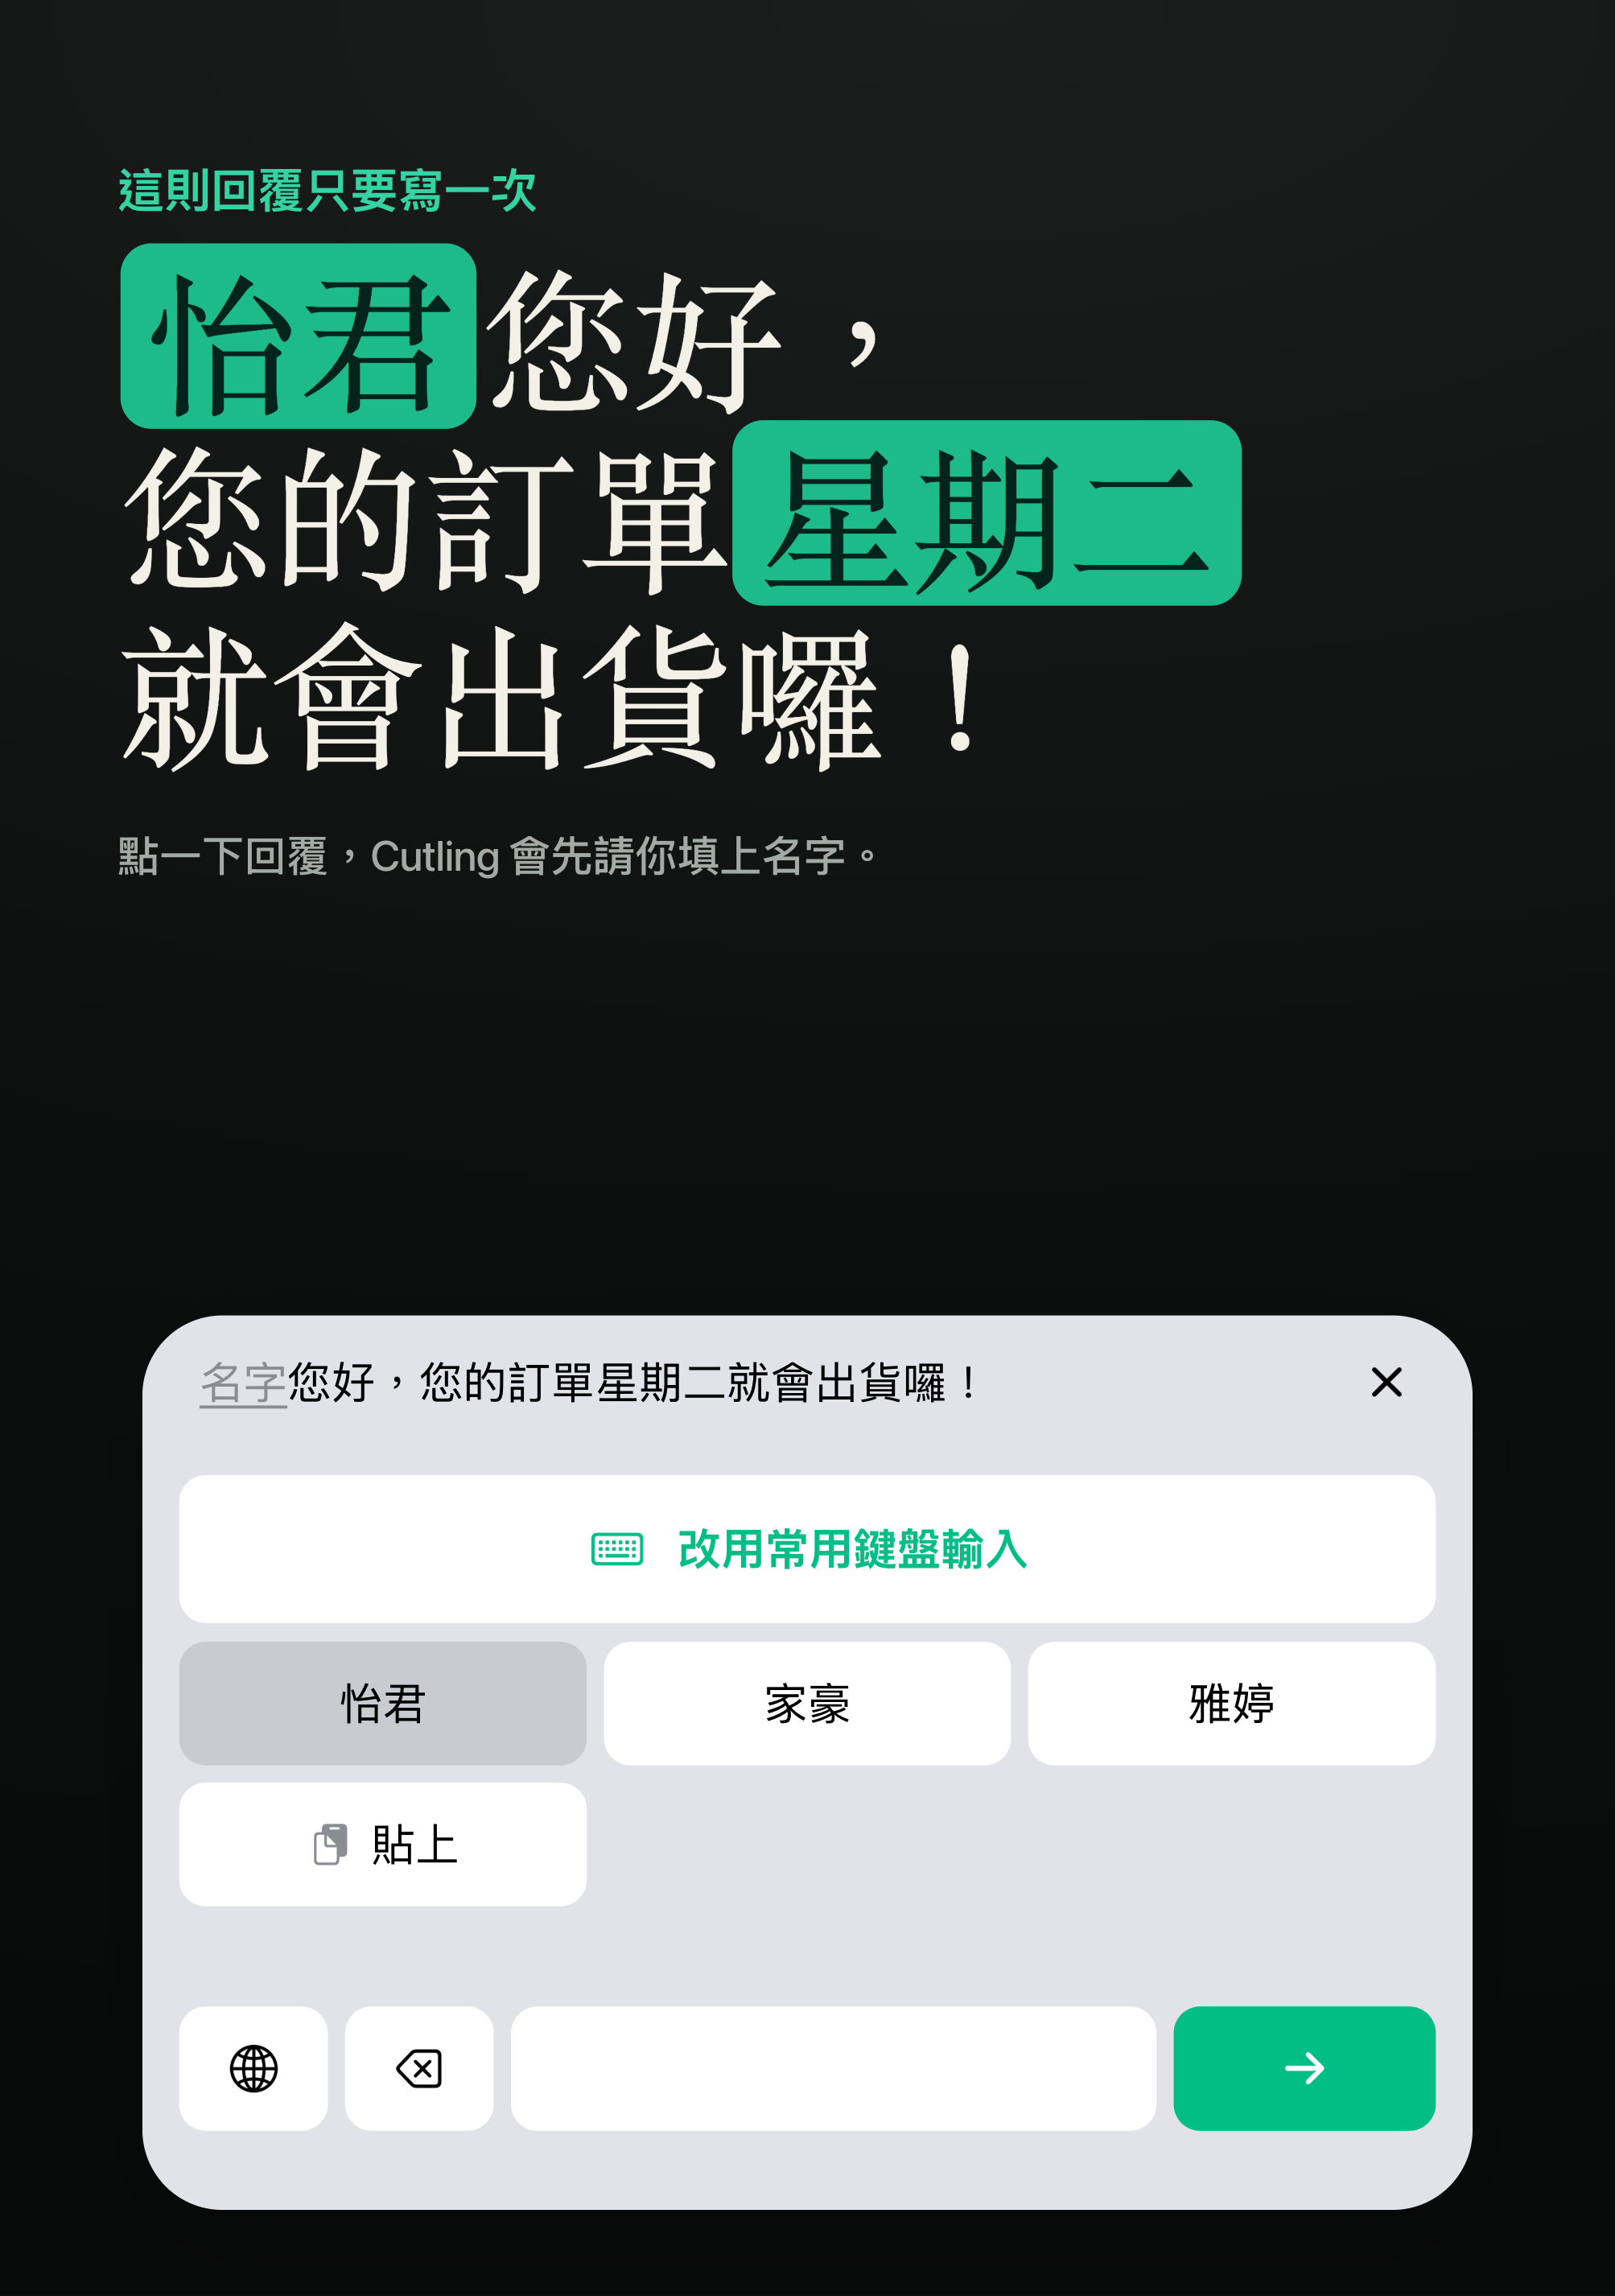 這則回覆只要寫一次
怡君您好，
您的訂單星期二
就會出貨囉！
點一下回覆，Cutling 會先請你填上名字。
名字您好，您的訂單星期二就會出貨囉！
改用常用鍵盤輸入
怡君
家豪
雅婷
貼上